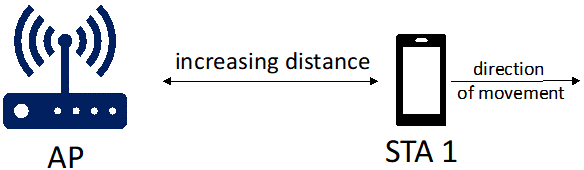 increasing distance
direction
of movement
AP
STA 1